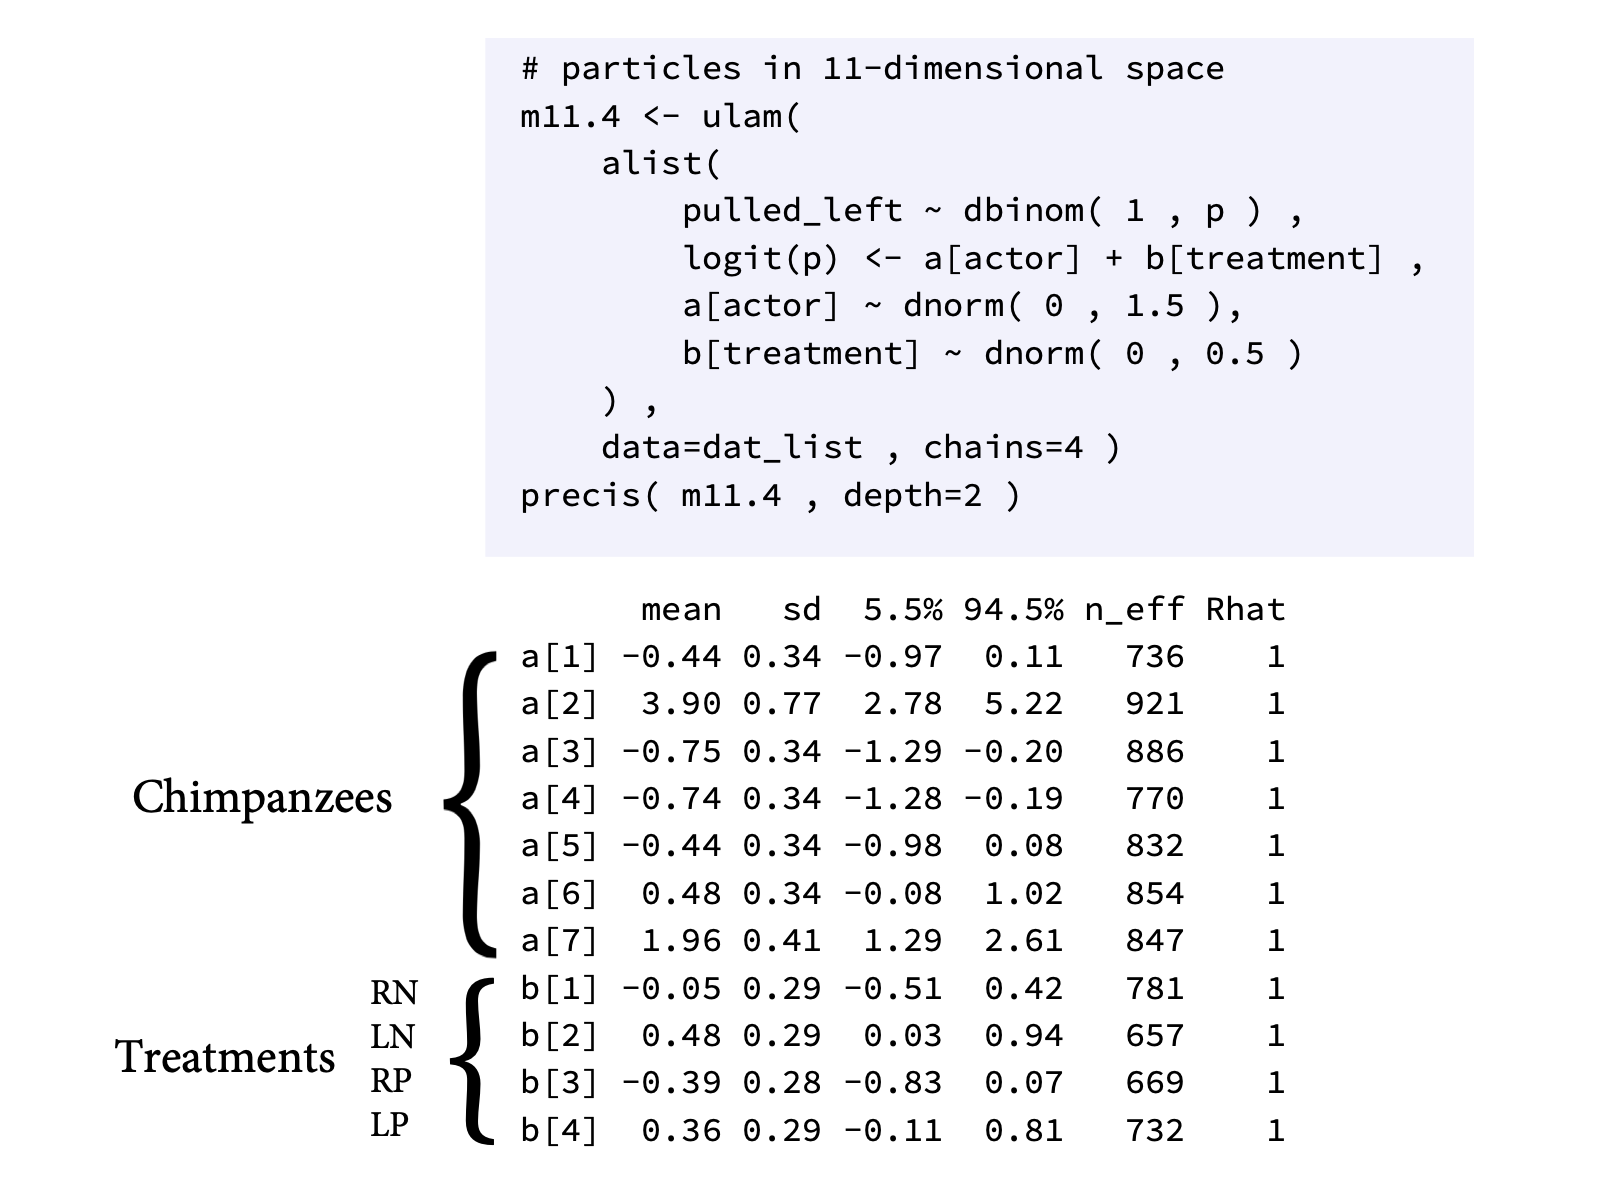 # particles in 11-dimensional space
m11.4 <- ulam(
    alist(
        pulled_left ~ dbinom( 1 , p ) ,
        logit(p) <- a[actor] + b[treatment] ,
        a[actor] ~ dnorm( 0 , 1.5 ),
        b[treatment] ~ dnorm( 0 , 0.5 )
    ) ,
    data=dat_list , chains=4 )
precis( m11.4 , depth=2 )
mean sd 5.5% 94.5% n_eff Rhat
a[1] -0.44 0.34 -0.97 0.11 736 1
a[2] 3.90 0.77 2.78 5.22 921 1
a[3] -0.75 0.34 -1.29 -0.20 886 1
Chimpanzees a[4] -0.74 0.34 -1.28 -0.19 770 1
a[5] -0.44 0.34 -0.98 0.08 832 1
a[6] 0.48 0.34 -0.08 1.02 854 1
a[7] 1.96 0.41 1.29 2.61 847 1
RN b[1] -0.05 0.29 -0.51 0.42 781 1
LN b[2] 0.48 0.29 0.03 0.94 657 1
Treatments
RP b[3] -0.39 0.28 -0.83 0.07 669 1
LP b[4] 0.36 0.29 -0.11 0.81 732 1